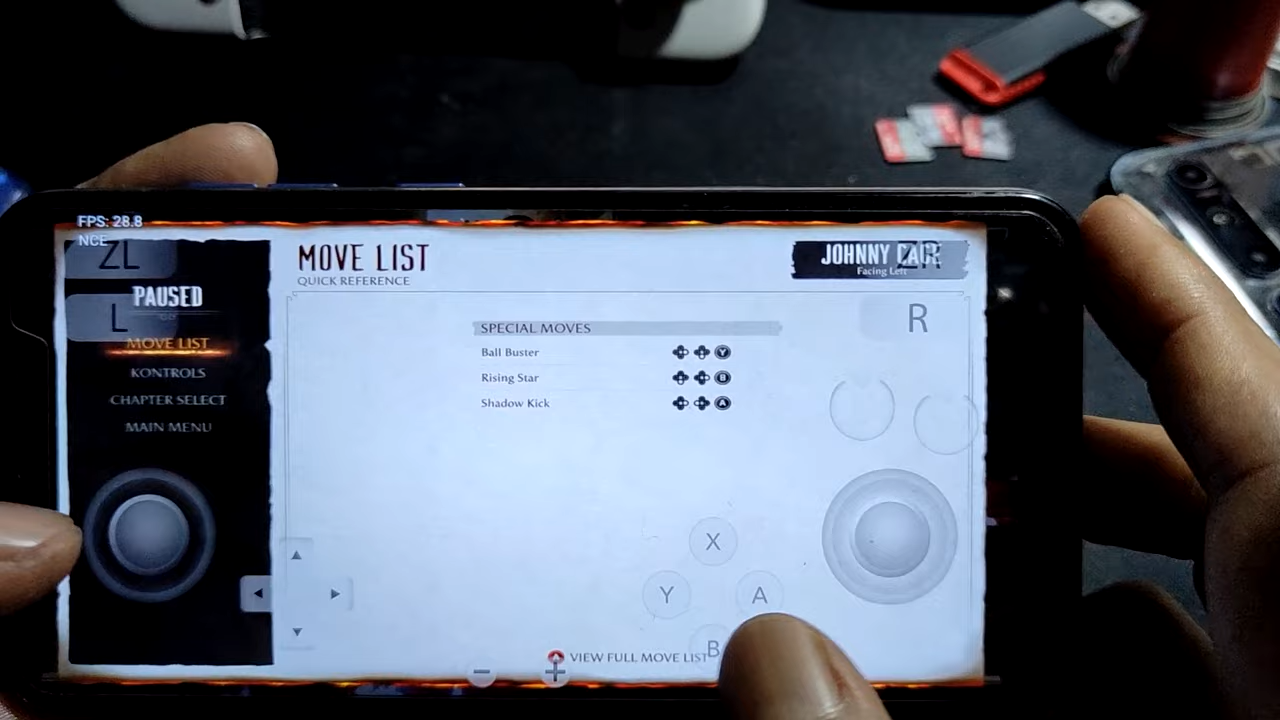 FPS: 28.8
NCE
ZL
L
PAUSED
MOVE LIST
KONTROLS
CHAPTER SELECT
MAIN MENU
MOVE LIST
QUICK REFERENCE
JOHNNY CAGE
ZR
Facing Left
R
SPECIAL MOVES
Ball Buster Y
Rising Star B
Shadow Kick A
X
Y A
B
VIEW FULL MOVE LIST
− +